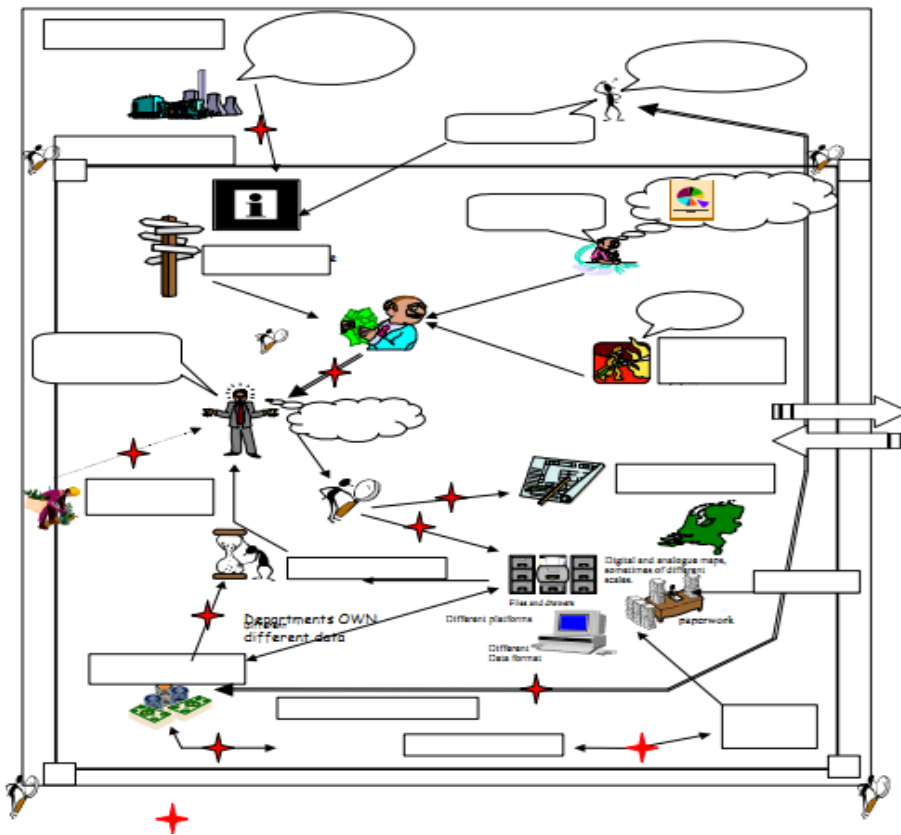 i
Digital and analogue maps,
sometimes of different
scales.
Files and drawers
Departments OWN
different data
Different platforms
paperwork
Different
Data format